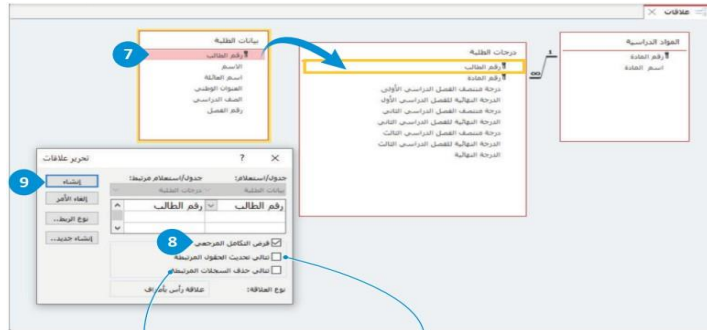 علاقات
المواد الدراسية
رقم المادة
اسم المادة
1
∞
درجات الطلبة
رقم الطالب
رقم المادة
درجة منتصف الفصل الدراسي الأول
الدرجة النهائية للفصل الدراسي الأول
درجة منتصف الفصل الدراسي الثاني
الدرجة النهائية للفصل الدراسي الثاني
درجة منتصف الفصل الدراسي الثالث
الدرجة النهائية للفصل الدراسي الثالث
الدرجة النهائية
بيانات الطلبة
رقم الطالب
الاسم
اسم العائلة
العنوان الوطني
الصف الدراسي
رقم الفصل
7
تحرير علاقات
? ×
جدول/استعلام: جدول/استعلام مرتبط:
بيانات الطلبة درجات الطلبة
رقم الطالب رقم الطالب
إنشاء
إلغاء الأمر
نوع الربط..
إنشاء جديد..
9
8
فرض التكامل المرجعي
تتالي تحديث الحقول المرتبطة
تتالي حذف السجلات المرتبطة
نوع العلاقة: علاقة رأس بأطراف